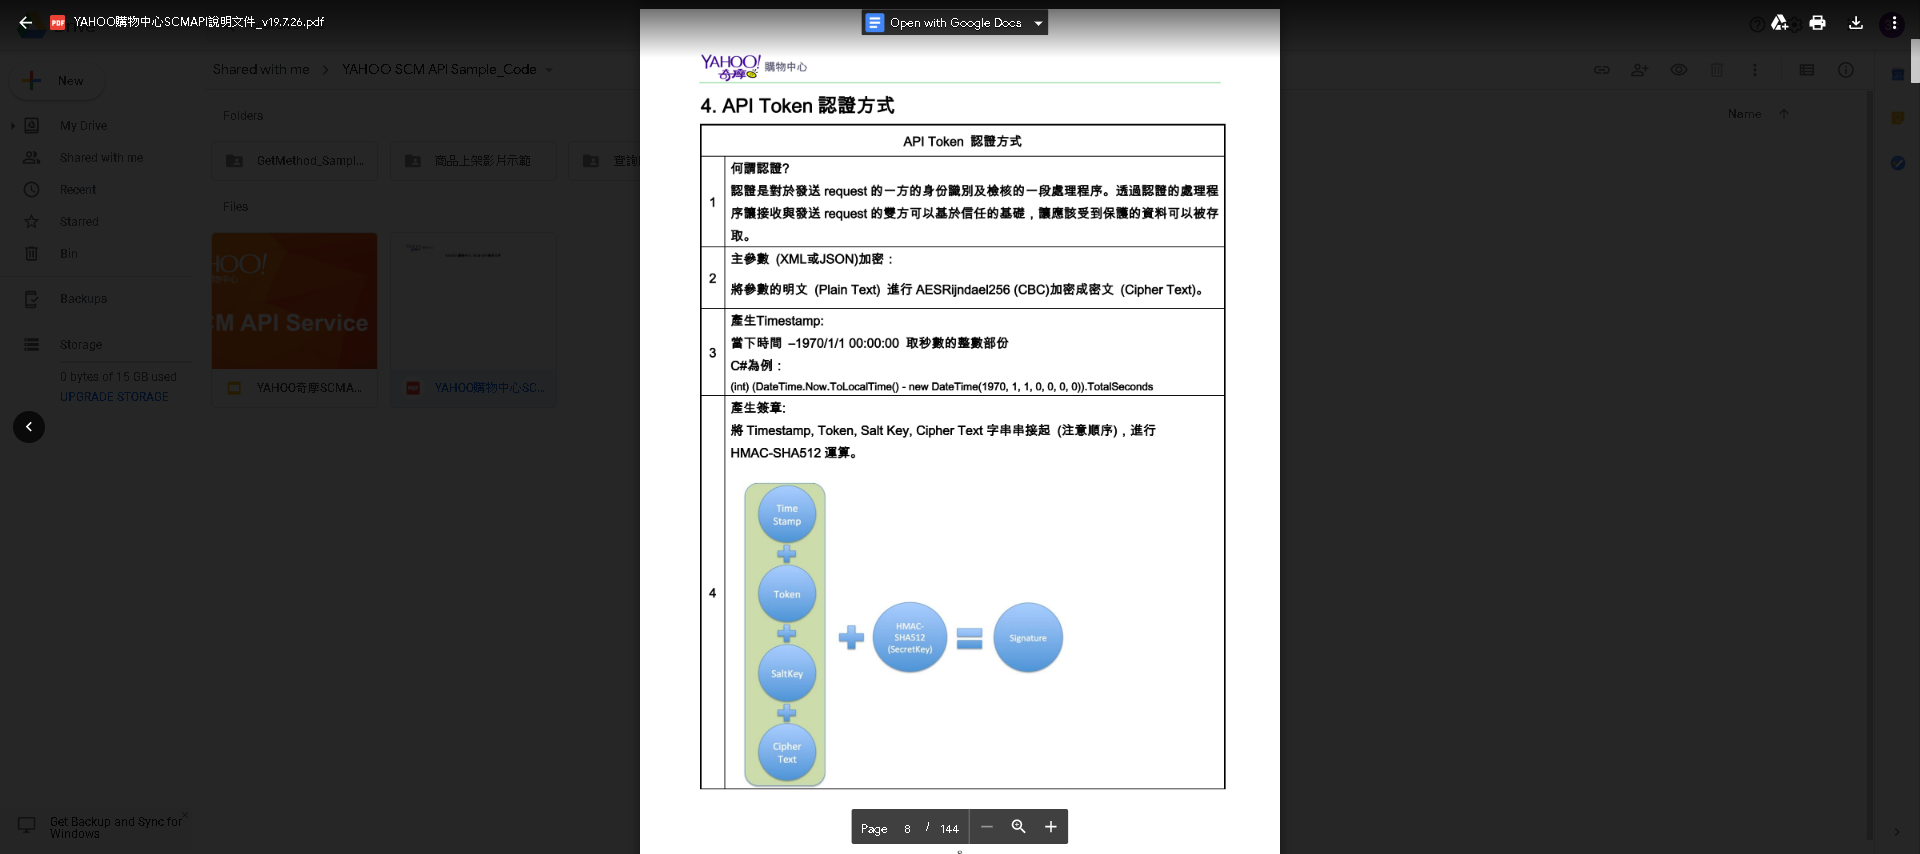 YAHOO購物中心SCMAPI說明文件_v19.7.26.pdf
Open with Google Docs
New
Shared with me
YAHOO SCM API Sample_Code
My Drive
Shared with me
Recent
Starred
Bin
Backups
Storage
0 bytes of 15 GB used
UPGRADE STORAGE
Get Backup and Sync for
Windows
Folders
GetMethod_Sampl...
商品上架影片示範
查詢
Files
HOO!
購物中心
CM API Service
YAHOO奇摩SCMA...
YAHOO購物中心SC...
Name
YAHOO!
奇摩
購物中心
4. API Token 認證方式
API Token 認證方式
1
何謂認證?
認證是對於發送 request 的一方的身份識別及檢核的一段處理程序。透過認證的處理程
序讓接收與發送 request 的雙方可以基於信任的基礎，讓應該受到保護的資料可以被存
取。
2
主參數 (XML或JSON)加密：
將參數的明文 (Plain Text) 進行 AESRijndael256 (CBC)加密成密文 (Cipher Text)。
3
產生Timestamp:
當下時間 –1970/1/1 00:00:00 取秒數的整數部份
C#為例：
(int) (DateTime.Now.ToLocalTime() - new DateTime(1970, 1, 1, 0, 0, 0, 0)).TotalSeconds
4
產生簽章:
將 Timestamp, Token, Salt Key, Cipher Text 字串串接起 (注意順序)，進行
HMAC-SHA512 運算。
Time
Stamp
Token
SaltKey
Cipher
Text
HMAC-
SHA512
(SecretKey)
Signature
Page 8 / 144